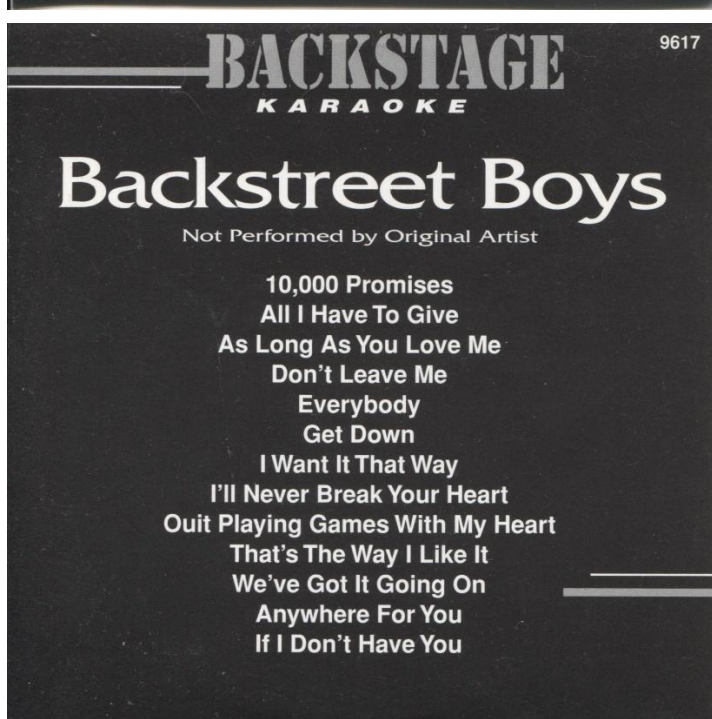 BACKSTAGE
9617
KARAOKE
Backstreet Boys
Not Performed by Original Artist
10,000 Promises
All I Have To Give
As Long As You Love Me
Don't Leave Me
Everybody
Get Down
I Want It That Way
I'll Never Break Your Heart
Ouit Playing Games With My Heart
That's The Way I Like It
We've Got It Going On
Anywhere For You
If I Don't Have You